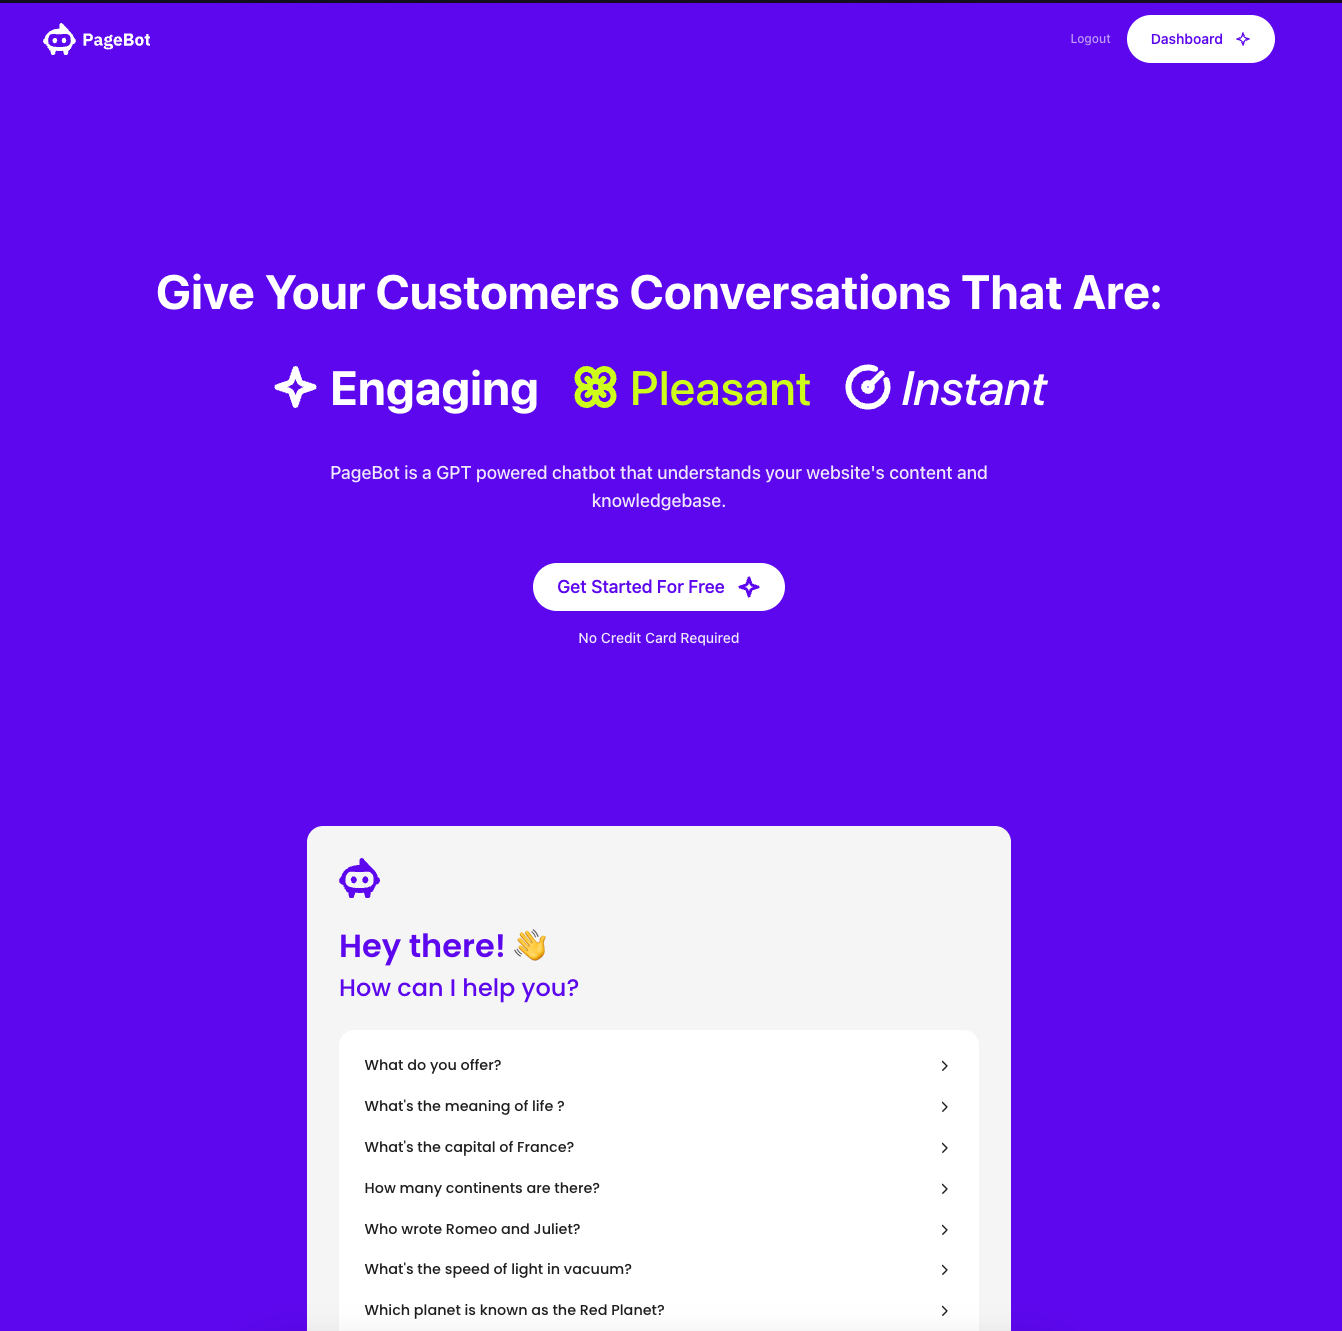 PageBot
Logout
Dashboard
Give Your Customers Conversations That Are:
Engaging Pleasant Instant
PageBot is a GPT powered chatbot that understands your website's content and
knowledgebase.
Get Started For Free
No Credit Card Required
Hey there! 👋
How can I help you?
What do you offer?
What's the meaning of life ?
What's the capital of France?
How many continents are there?
Who wrote Romeo and Juliet?
What's the speed of light in vacuum?
Which planet is known as the Red Planet?